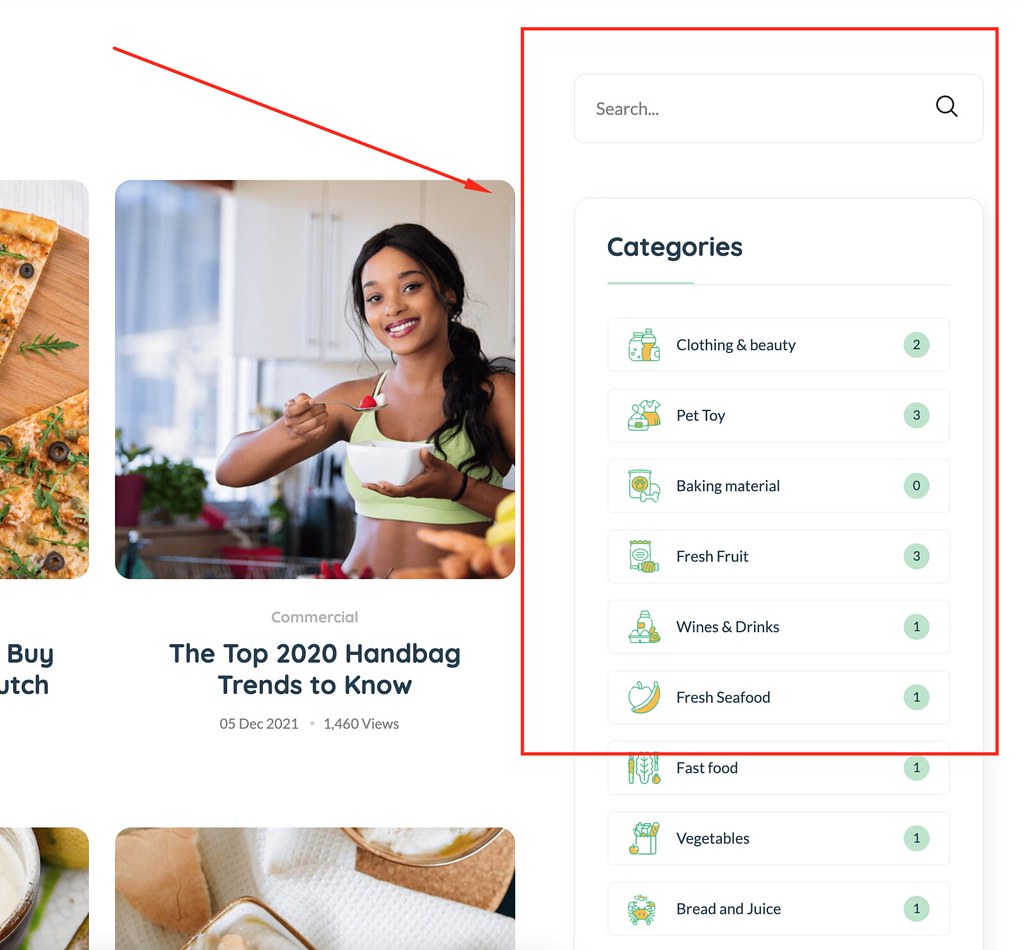 Search...
Categories
Clothing & beauty 2
Pet Toy 3
Baking material 0
Fresh Fruit 3
Wines & Drinks 1
Fresh Seafood 1
Fast food 1
Vegetables 1
Bread and Juice 1
Buy
utch
Commercial
The Top 2020 Handbag
Trends to Know
05 Dec 2021 • 1,460 Views